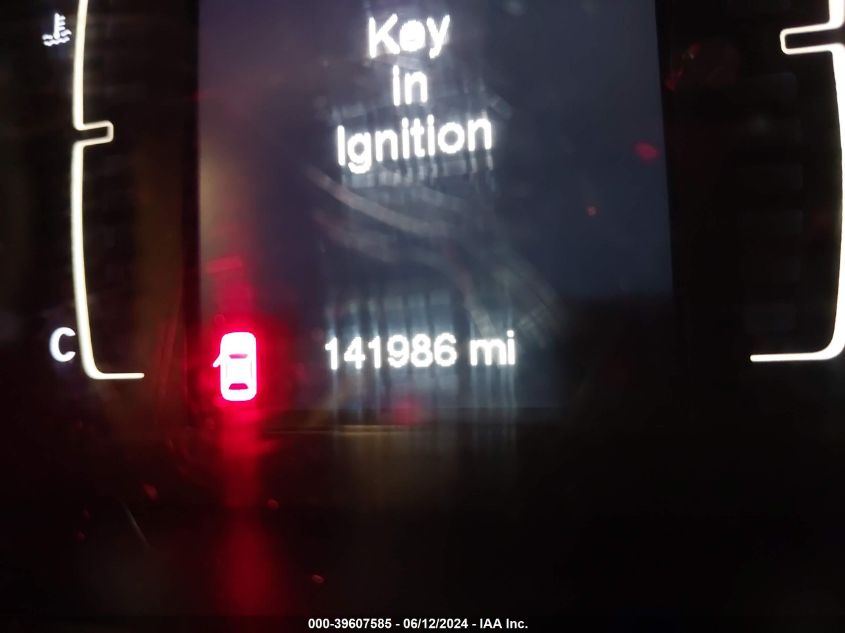 Key
in
Ignition
C
141986 mi
000-39607585 - 06/12/2024 - IAA Inc.